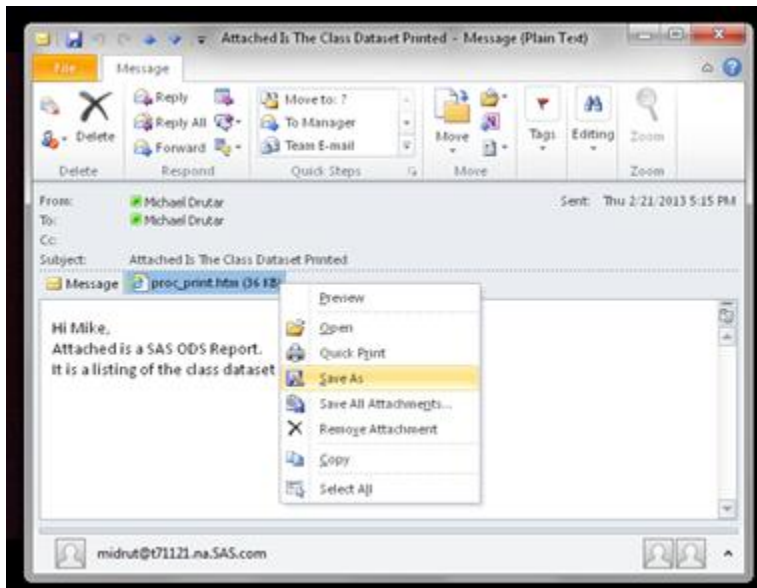 Attached Is The Class Dataset Printed - Message (Plain Text)
File Message
Delete
Reply
Reply All
Forward
Move to: ?
To Manager
Team E-mail
Move
Tags
Editing
Zoom
Delete
Respond
Quick Steps
Move
Zoom
From: Michael Drutar
Sent: Thu 2/21/2013 5:15 PM
To: Michael Drutar
Cc:
Subject: Attached Is The Class Dataset Printed
Message proc_print.htm (36 KB)
Hi Mike,
Attached is a SAS ODS Report.
It is a listing of the class dataset
Preview
Open
Quick Print
Save As
Save All Attachments...
Remove Attachment
Copy
Select All
midrut@t71121.na.SAS.com